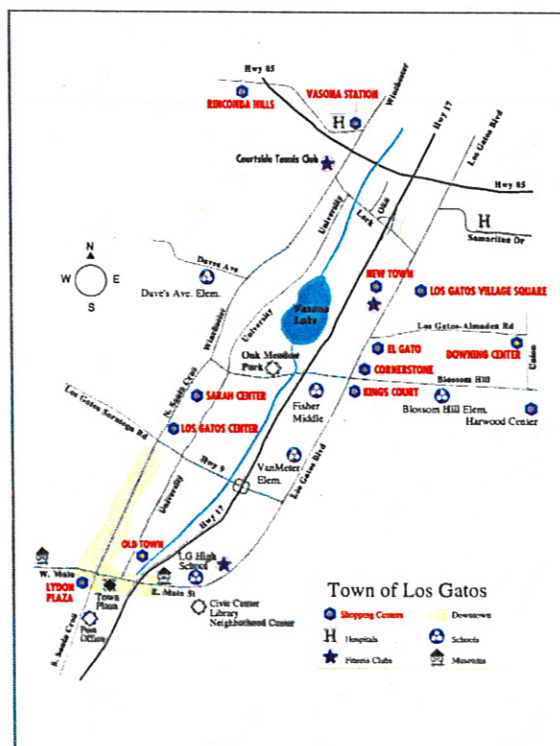 Hwy 85
RINCONDA HILLS
VASONA STATION
Winchester
H
Hwy 17
Los Gatos Blvd
Courtside Tennis Club
University
Lark
Oka
Hwy 85
H
Samaritan Dr
N
W E
S
Daves Ave
Dave's Ave. Elem.
Winchester
University
Vasona
Lake
NEW TOWN
LOS GATOS VILLAGE SQUARE
Los Gatos-Almaden Rd
Oak Meadow
Park
EL GATO
DOWNING CENTER
Union
CORNERSTONE
Blossom Hill
N. Santa Cruz
SARAH CENTER
Fisher
Middle
KINGS COURT
Blossom Hill Elem.
Harwood Center
Los Gatos Saratoga Rd
LOS GATOS CENTER
Hwy 9
VanMeter
Elem.
Los Gatos Blvd
University
Hwy 17
OLD TOWN
LG High
School
W. Main
LYDON
PLAZA
Town
Plaza
E. Main St
Post
Office
Civic Center
Library
Neighborhood Center
S. Santa Cruz
Town of Los Gatos
Shopping Centers
Downtown
H Hospitals
Schools
Fitness Clubs
Museums